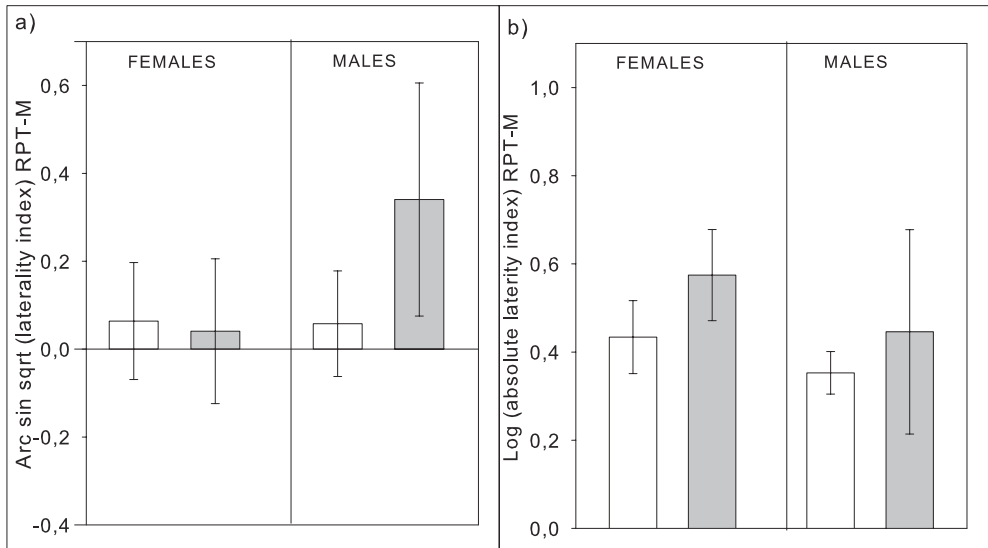 a)
FEMALES
MALES
0,6
0,4
0,2
0,0
-0,2
-0,4
Arc sin sqrt (laterality index) RPT-M
b)
FEMALES
MALES
1,0
0,8
0,6
0,4
0,2
0,0
Log (absolute laterity index) RPT-M